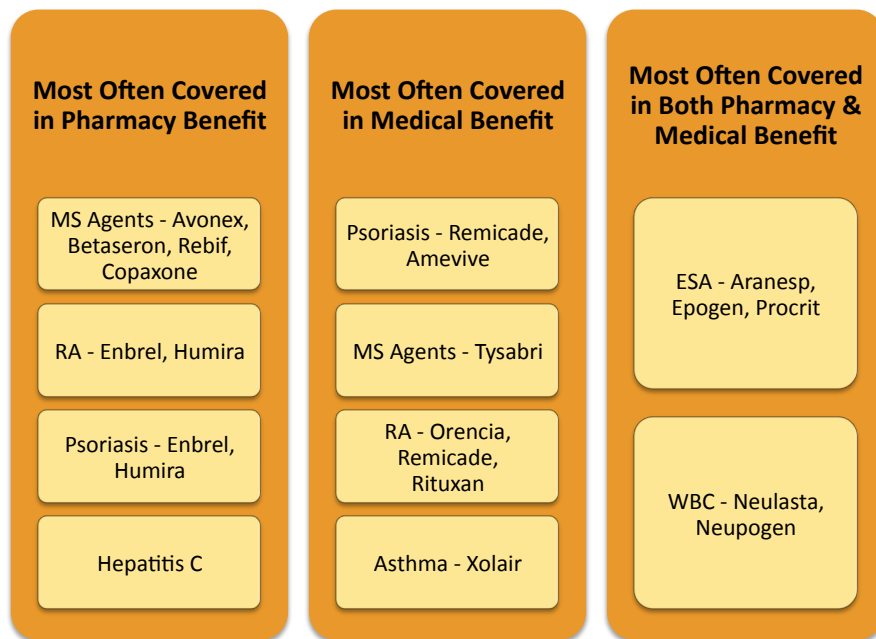 Most Often Covered
in Pharmacy Benefit
MS Agents - Avonex,
Betaseron, Rebif,
Copaxone
RA - Enbrel, Humira
Psoriasis - Enbrel,
Humira
Hepatitis C
Most Often Covered
in Medical Benefit
Psoriasis - Remicade,
Amevive
MS Agents - Tysabri
RA - Orencia,
Remicade,
Rituxan
Asthma - Xolair
Most Often Covered
in Both Pharmacy &
Medical Benefit
ESA - Aranesp,
Epogen, Procrit
WBC - Neulasta,
Neupogen